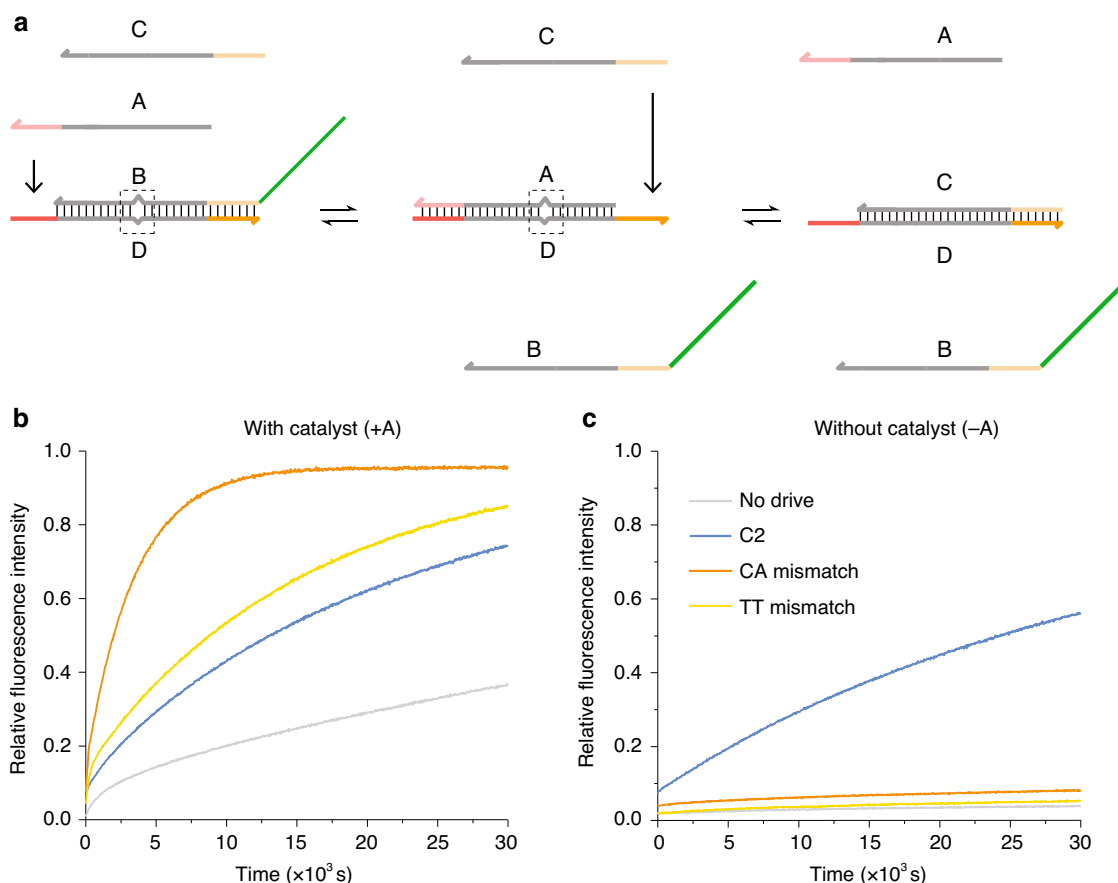 a
C
C
A
A
B
A
C
D
D
D
B
B
b
With catalyst (+A)
Relative fluorescence intensity
1.0
0.8
0.6
0.4
0.2
0.0
0
5
10
15
20
25
30
Time (×10³ s)
c
Without catalyst (–A)
Relative fluorescence intensity
1.0
0.8
0.6
0.4
0.2
0.0
No drive
C2
CA mismatch
TT mismatch
0
5
10
15
20
25
30
Time (×10³ s)